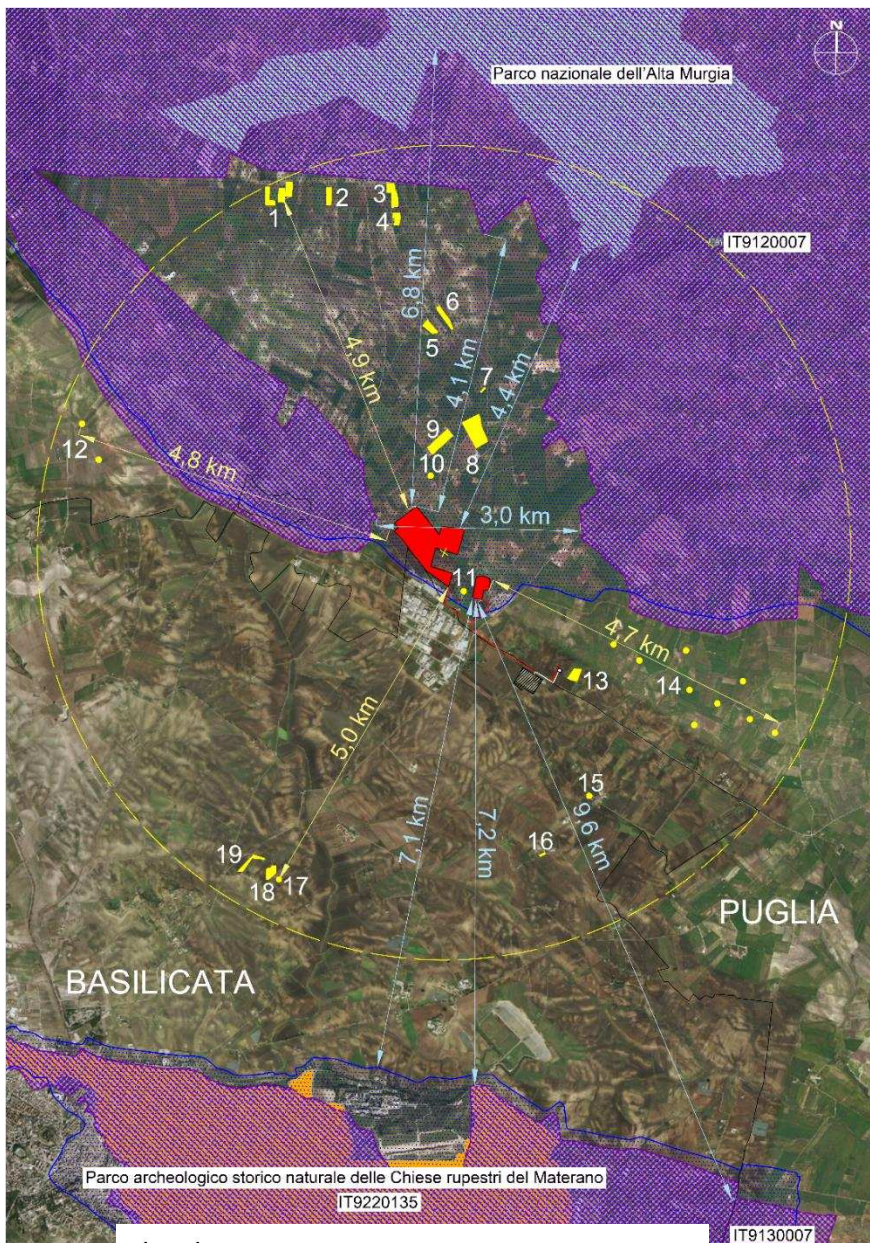 N
Parco nazionale dell'Alta Murgia
1
2
3
4
IT9120007
6,8 km
6
5
4,9 km
4,1 km
7
4,4 km
9
8
12
4,8 km
10
3,0 km
11
4,7 km
13
14
5,0 km
15
16
7,1 km
7,2 km
9,6 km
19
18
17
PUGLIA
BASILICATA
Parco archeologico storico naturale delle Chiese rupestri del Materano
IT9220135
IT9130007